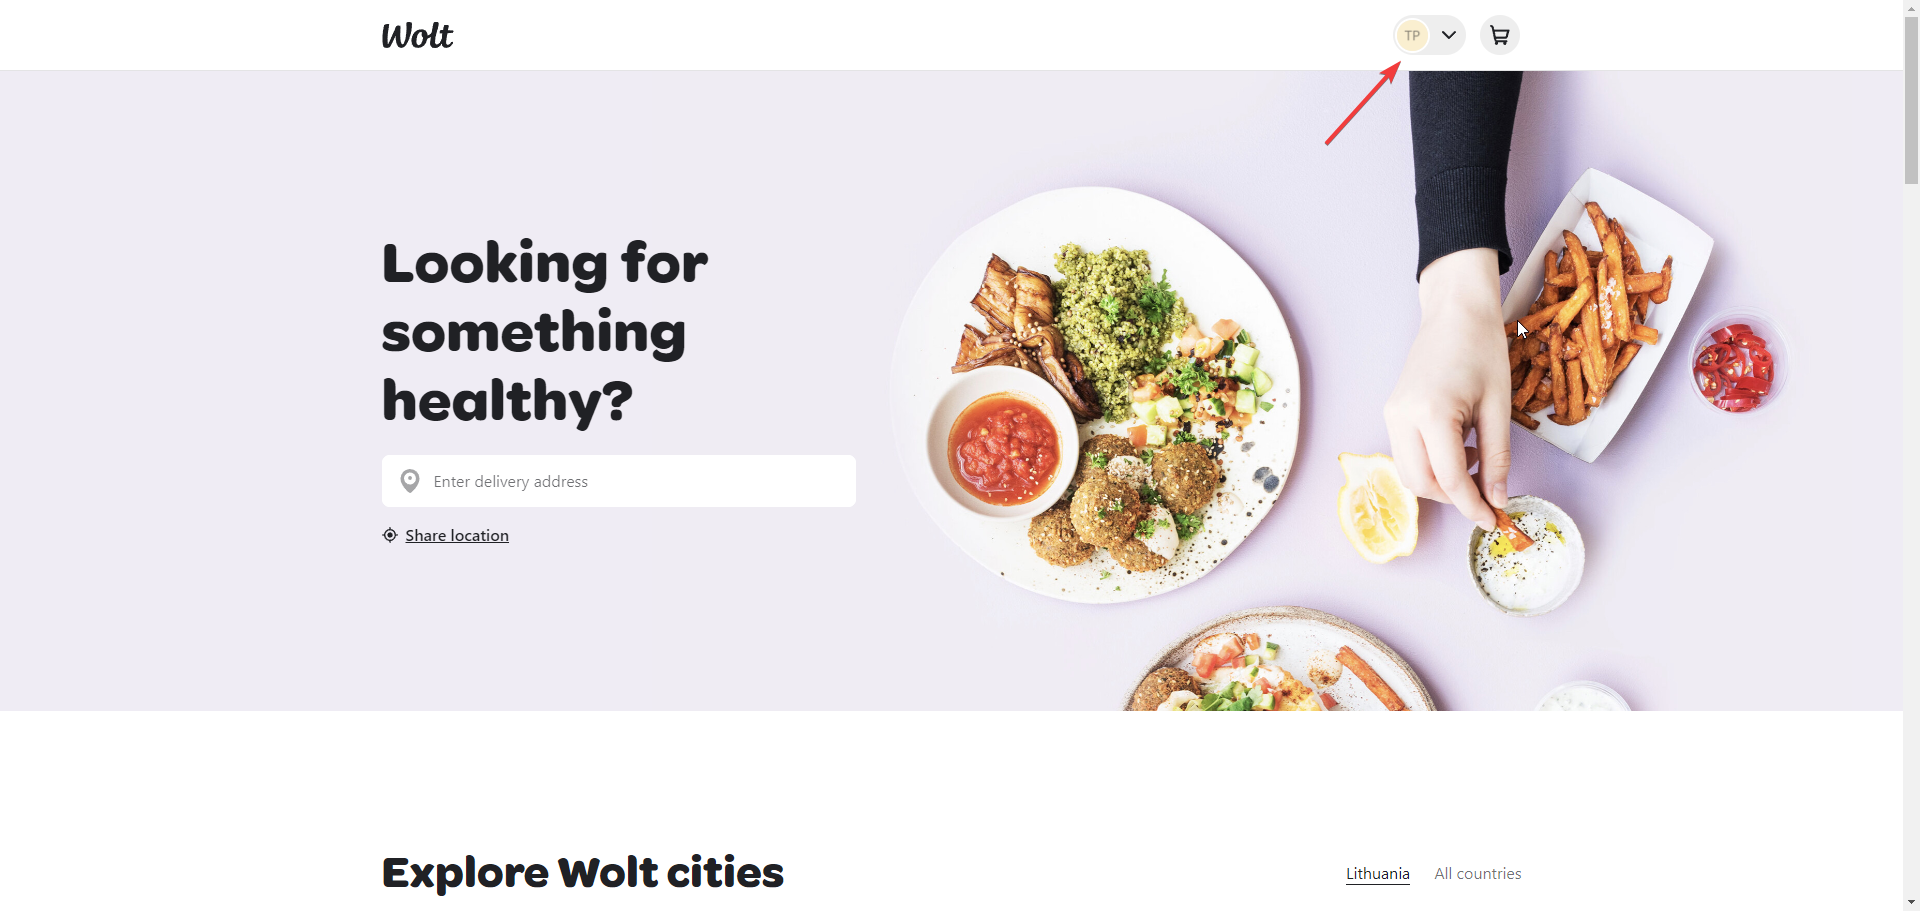 Wolt
TP
Looking for
something
healthy?
Enter delivery address
Share location
Explore Wolt cities
Lithuania
All countries